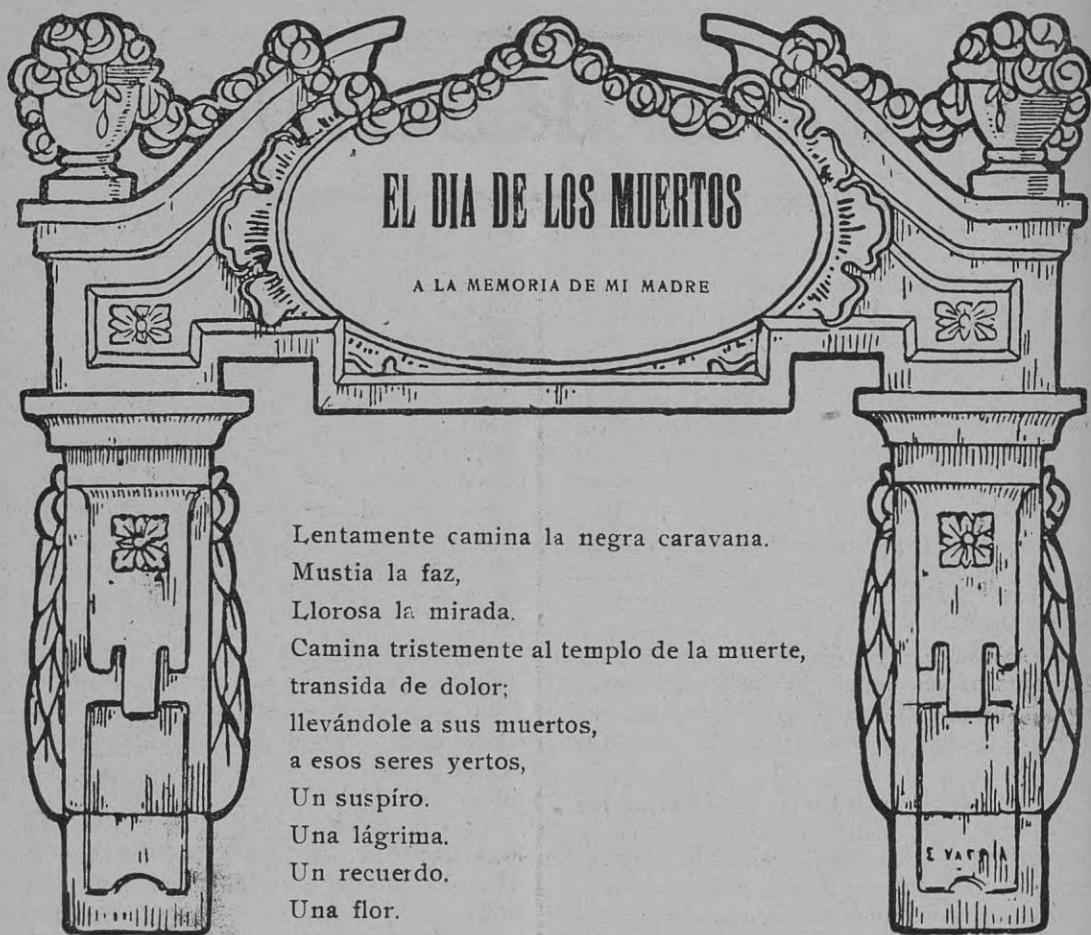 EL DIA DE LOS MUERTOS
A LA MEMORIA DE MI MADRE
Lentamente camina la negra caravana.
Mustia la faz,
Llorosa la mirada.
Camina tristemente al templo de la muerte,
transida de dolor;
llevándole a sus muertos,
a esos seres yertos,
Un suspíro.
Una lágrima.
Un recuerdo.
Una flor.